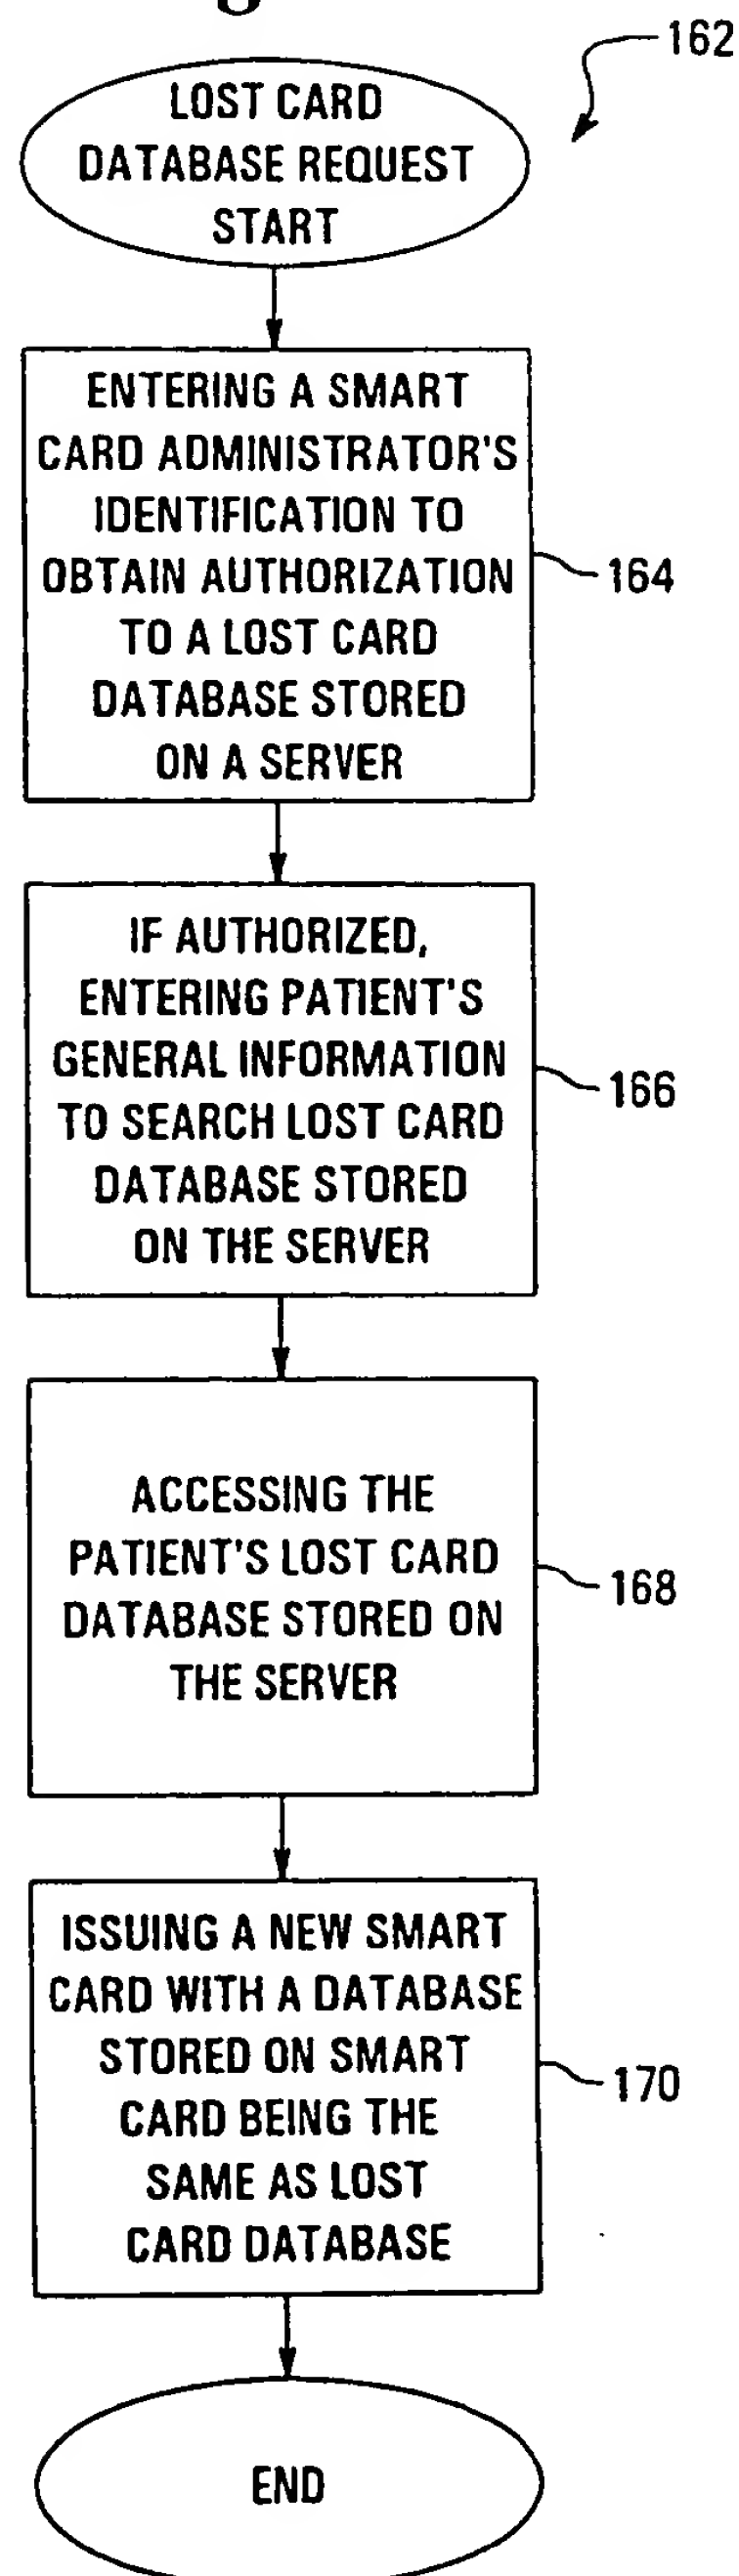 162
LOST CARD
DATABASE REQUEST
START
ENTERING A SMART
CARD ADMINISTRATOR'S
IDENTIFICATION TO
OBTAIN AUTHORIZATION
TO A LOST CARD
DATABASE STORED
ON A SERVER
164
IF AUTHORIZED,
ENTERING PATIENT'S
GENERAL INFORMATION
TO SEARCH LOST CARD
DATABASE STORED
ON THE SERVER
166
ACCESSING THE
PATIENT'S LOST CARD
DATABASE STORED ON
THE SERVER
168
ISSUING A NEW SMART
CARD WITH A DATABASE
STORED ON SMART
CARD BEING THE
SAME AS LOST
CARD DATABASE
170
END